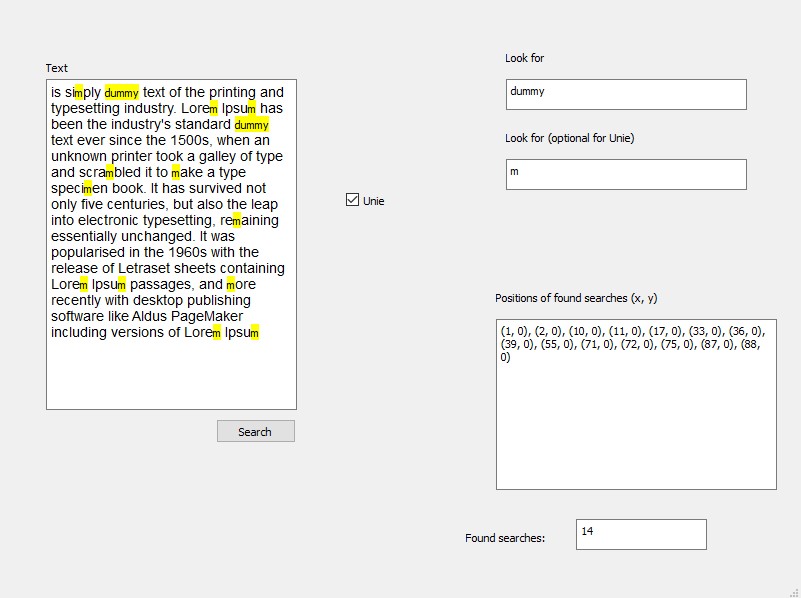 Text
is simply dummy text of the printing and
typesetting industry. Lorem Ipsum has
been the industry's standard dummy
text ever since the 1500s, when an
unknown printer took a galley of type
and scrambled it to make a type
specimen book. It has survived not
only five centuries, but also the leap
into electronic typesetting, remaining
essentially unchanged. It was
popularised in the 1960s with the
release of Letraset sheets containing
Lorem Ipsum passages, and more
recently with desktop publishing
software like Aldus PageMaker
including versions of Lorem Ipsum
Search
Unie
Look for
dummy
Look for (optional for Unie)
m
Positions of found searches (x, y)
(1, 0), (2, 0), (10, 0), (11, 0), (17, 0), (33, 0), (36, 0),
(39, 0), (55, 0), (71, 0), (72, 0), (75, 0), (87, 0), (88,
0)
Found searches:
14